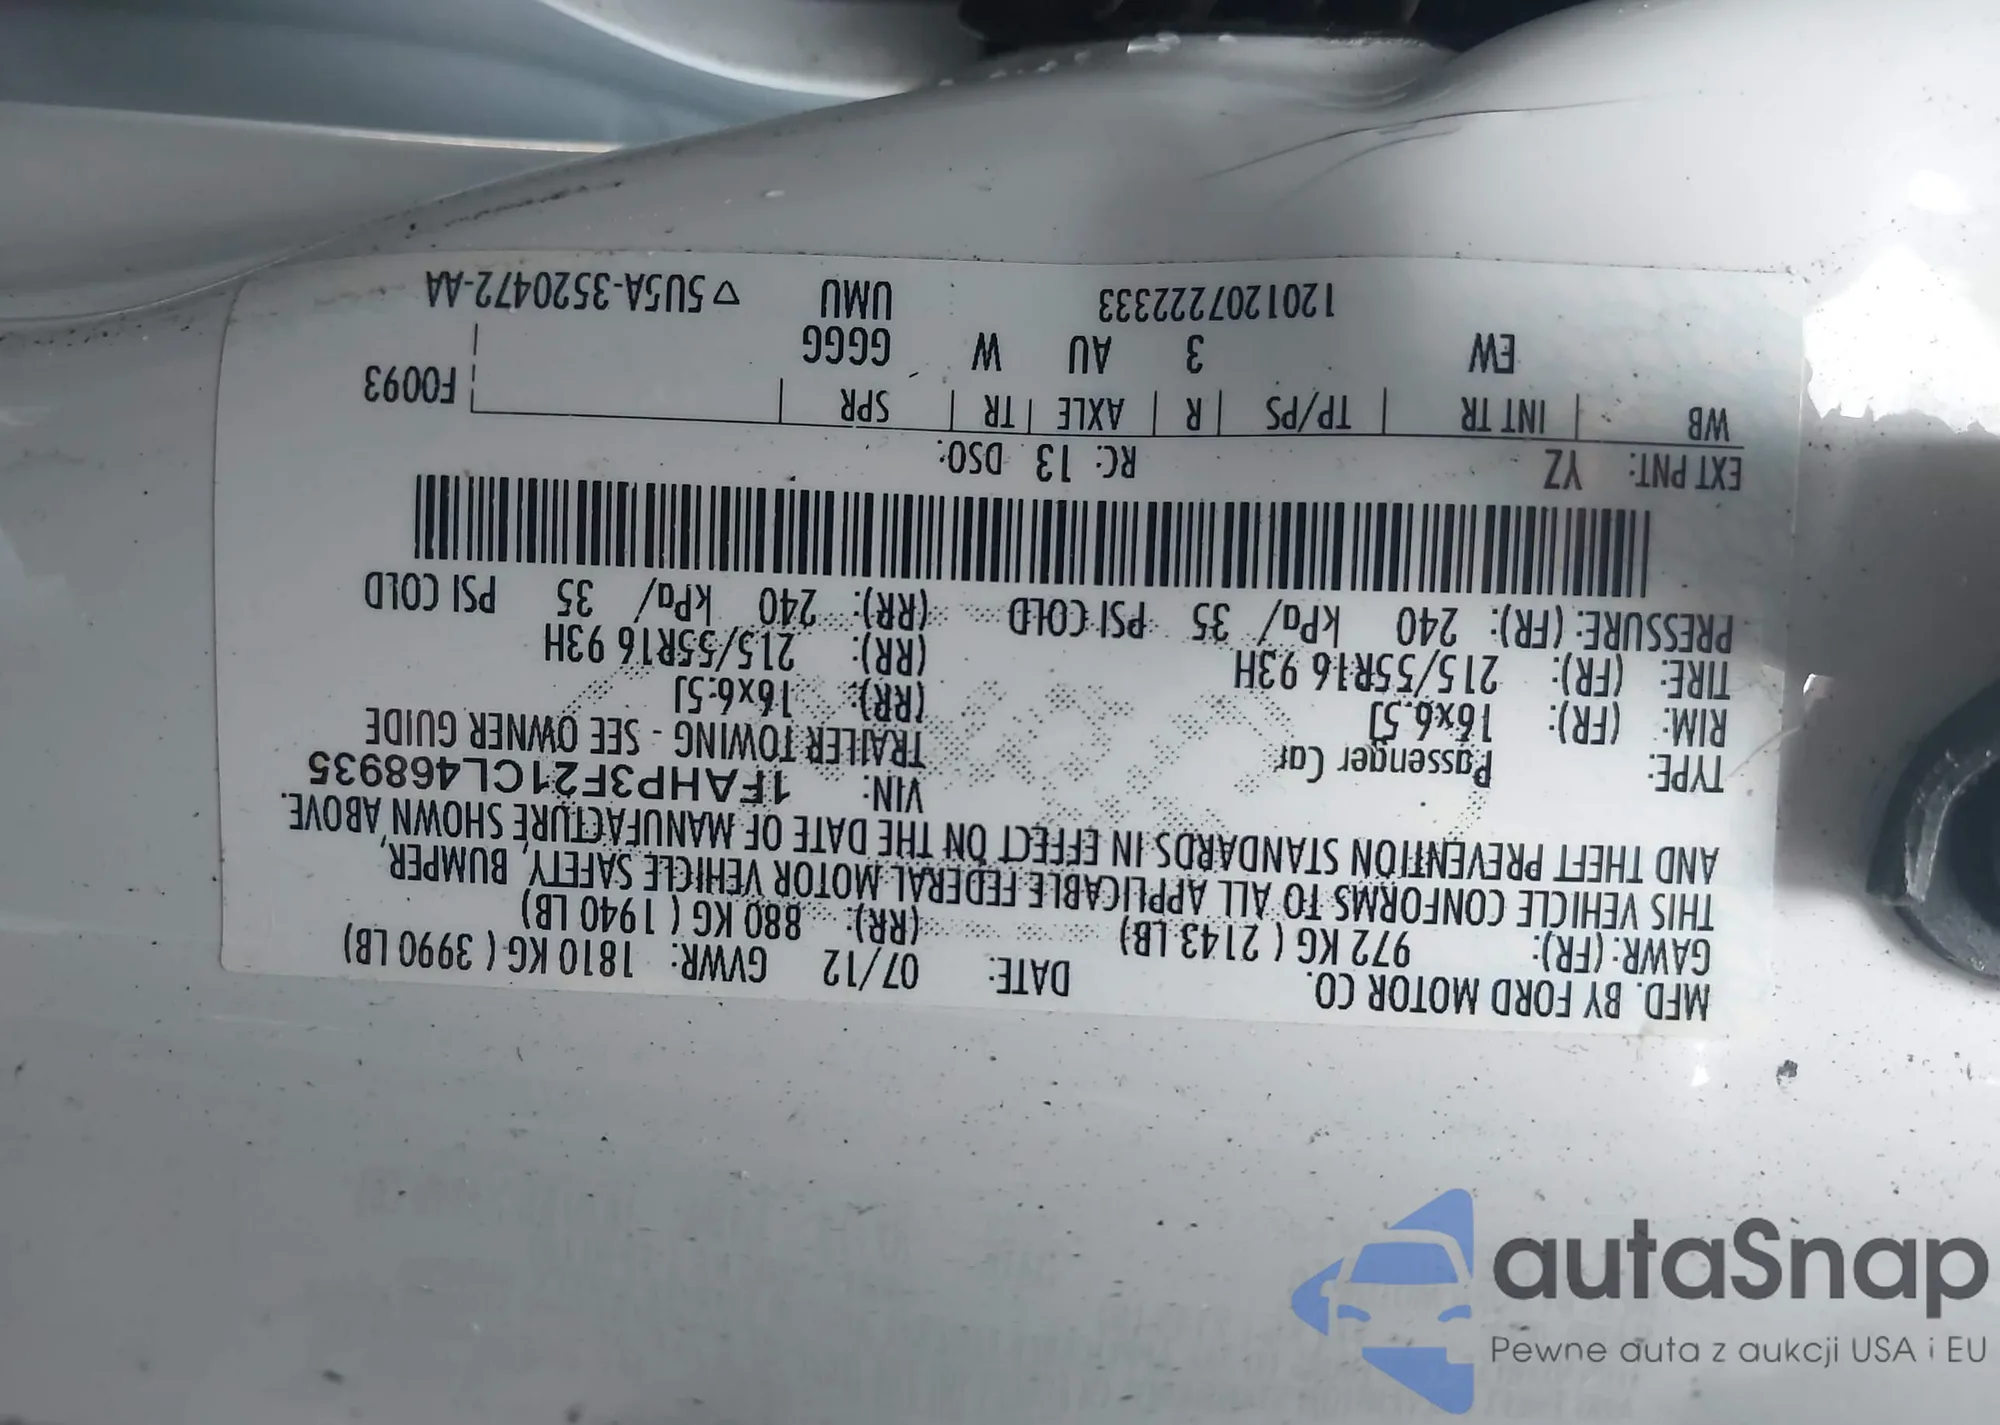 MFD. BY FORD MOTOR CO. DATE: 07/12 GVWR: 1810 KG ( 3990 LB)
GAWR: (FR): 972 KG ( 2143 LB) (RR): 880 KG ( 1940 LB)
THIS VEHICLE CONFORMS TO ALL APPLICABLE FEDERAL MOTOR VEHICLE SAFETY, BUMPER,
AND THEFT PREVENTION STANDARDS IN EFFECT ON THE DATE OF MANUFACTURE SHOWN ABOVE.
VIN: 1FAHP3F21CL468935
TYPE: Passenger Car TRAILER TOWING - SEE OWNER GUIDE
RIM: (FR): 16x6.5J (RR): 16x6.5J
TIRE: (FR): 215/55R16 93H (RR): 215/55R16 93H
PRESSURE: (FR): 240 kPa/ 35 PSI COLD (RR): 240 kPa/ 35 PSI COLD
EXT PNT: YZ RC: 13 DSO:
WB | INT TR | TP/PS | R | AXLE | TR | SPR F0093
EW 3 AU W GGGG
1201207222333 UMU ▽5U5A-3520472-AA
autaSnap
Pewne auta z aukcji USA i EU